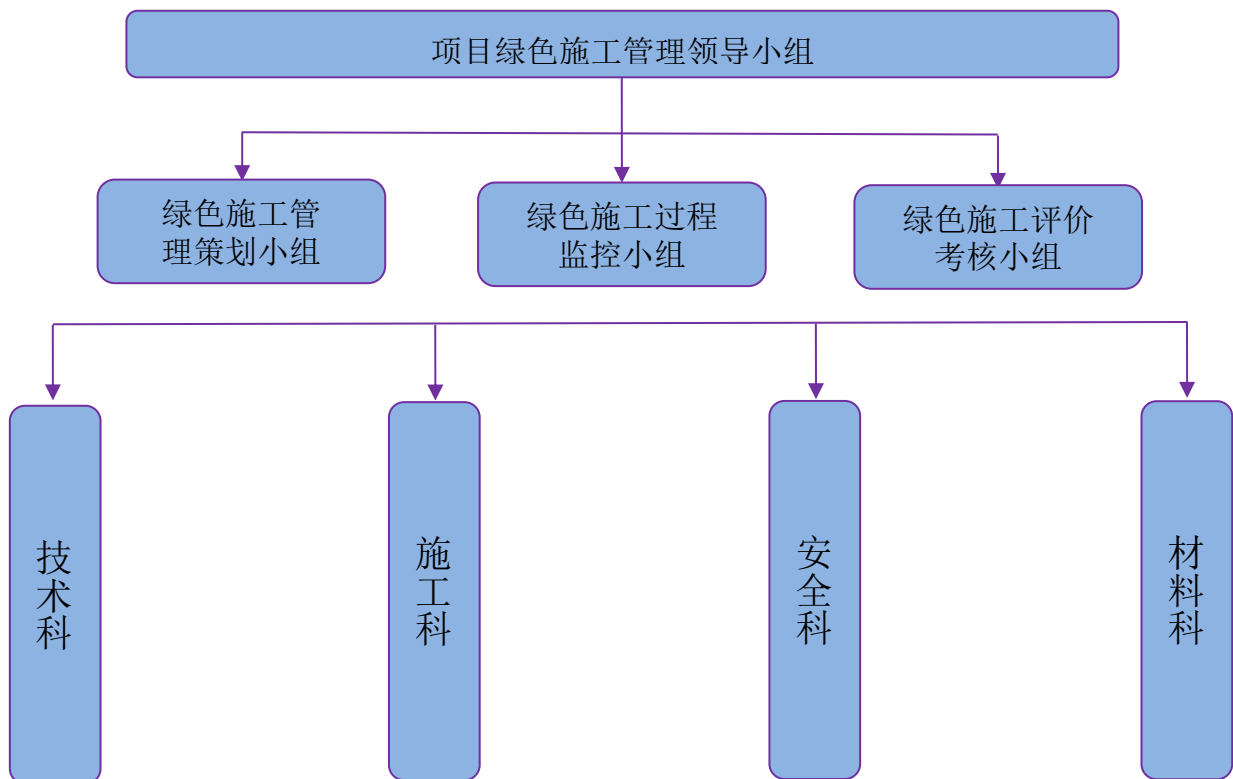 项目绿色施工管理领导小组
绿色施工管
理策划小组
绿色施工过程
监控小组
绿色施工评价
考核小组
技术科
施工科
安全科
材料科